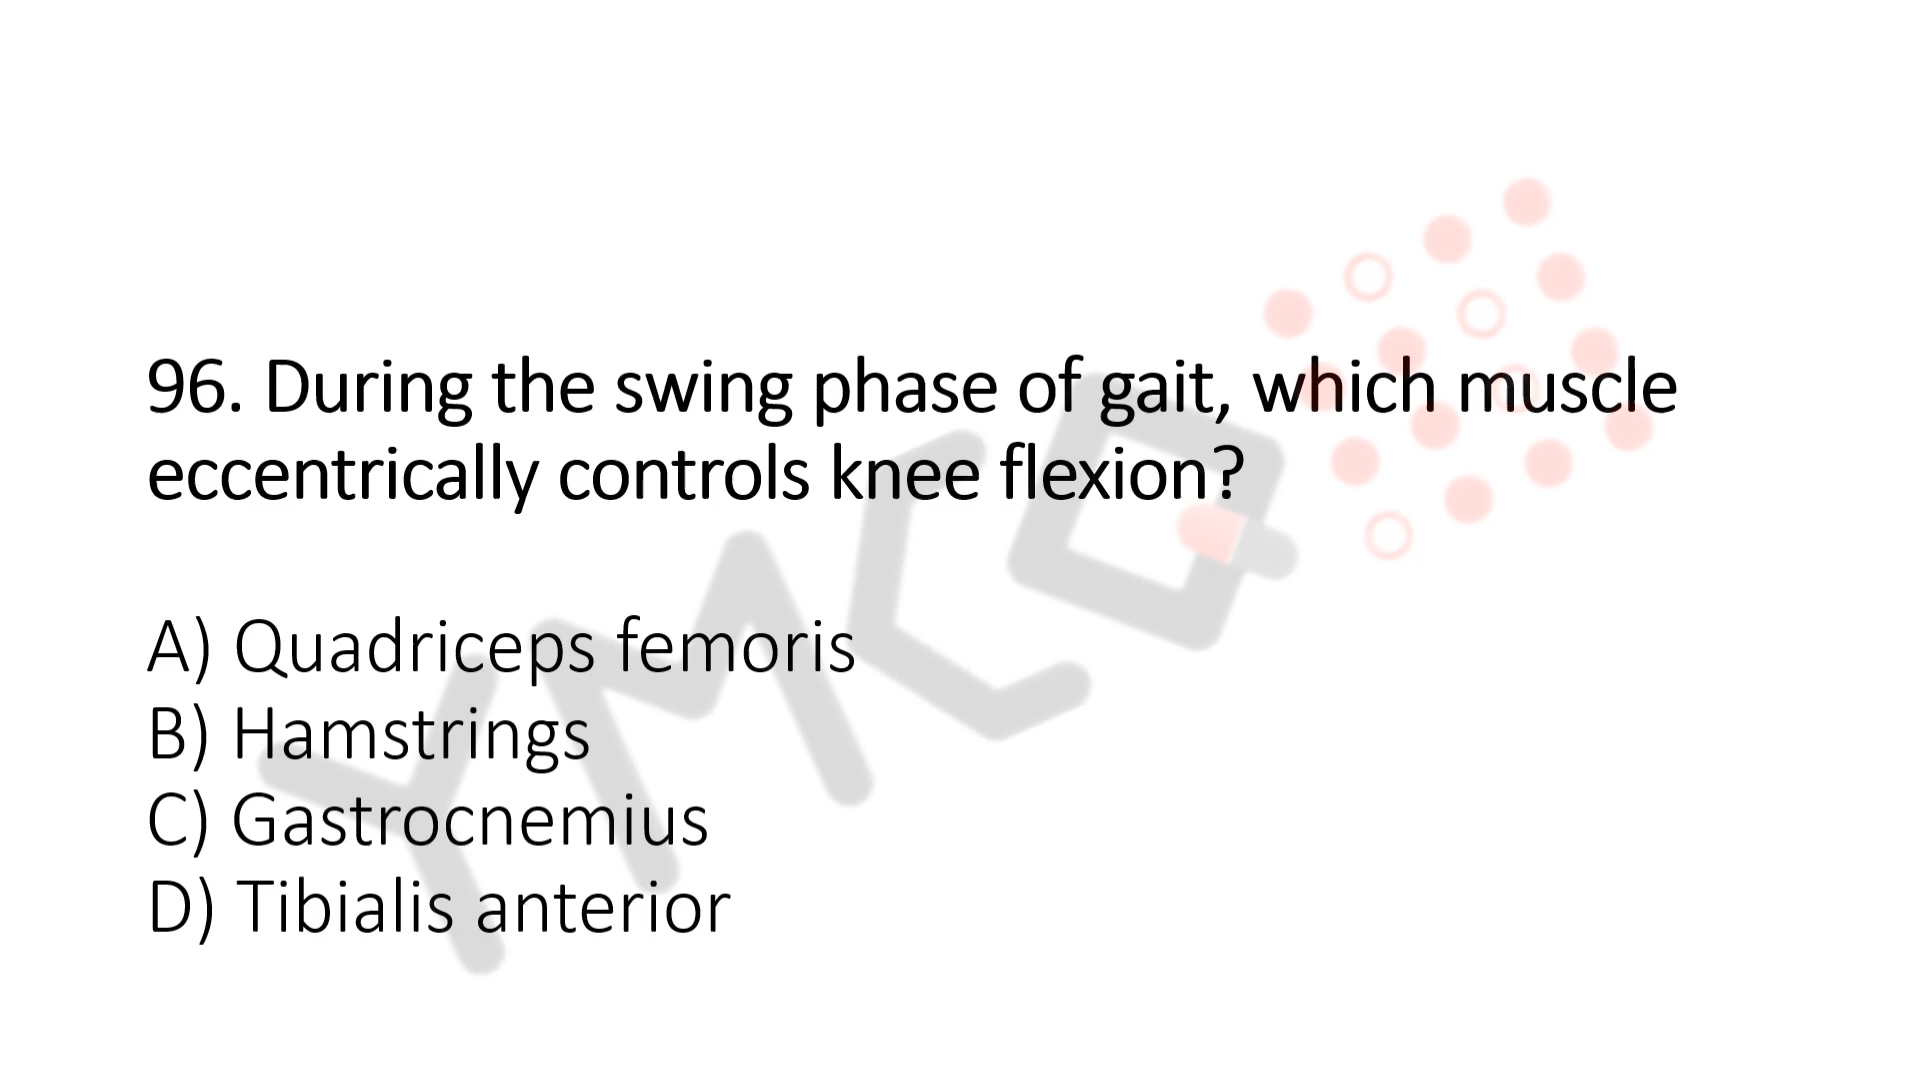 96. During the swing phase of gait, which muscle
eccentrically controls knee flexion?
A) Quadriceps femoris
B) Hamstrings
C) Gastrocnemius
D) Tibialis anterior
YMCQ